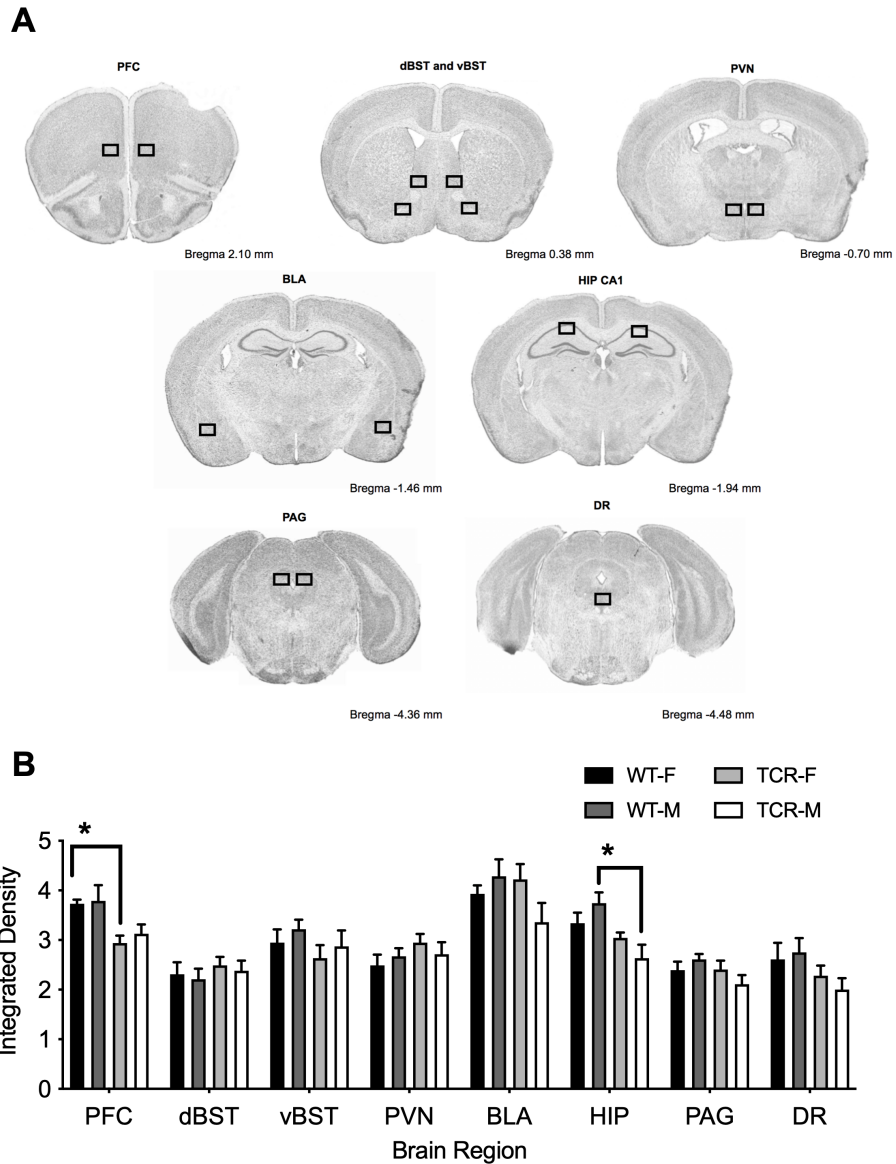 A
PFC
dBST and vBST
PVN
Bregma 2.10 mm
Bregma 0.38 mm
Bregma -0.70 mm
BLA
HIP CA1
Bregma -1.46 mm
Bregma -1.94 mm
PAG
DR
Bregma -4.36 mm
Bregma -4.48 mm
B
WT-F
TCR-F
WT-M
TCR-M
*
*
5
4
3
2
1
0
Integrated Density
PFC
dBST
vBST
PVN
BLA
HIP
PAG
DR
Brain Region